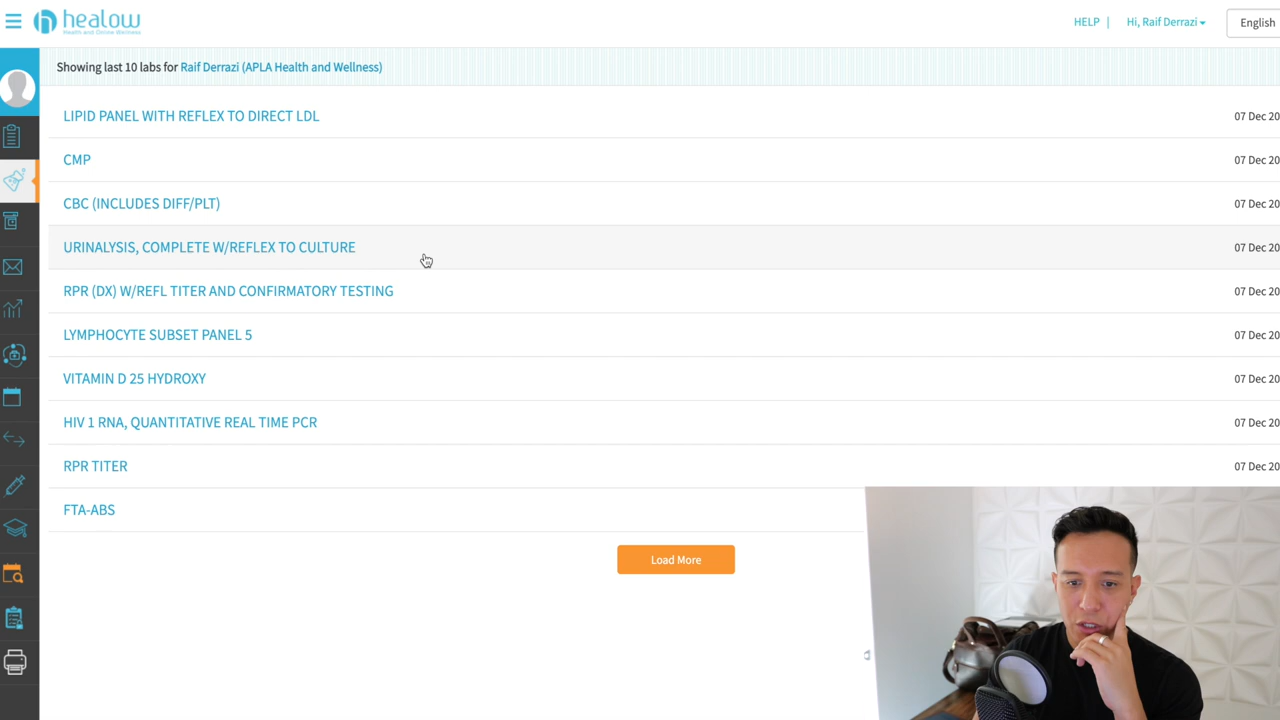 healow
Health and Online Wellness
HELP | Hi, Raif Derrazi
English
Showing last 10 labs for Raif Derrazi (APLA Health and Wellness)
LIPID PANEL WITH REFLEX TO DIRECT LDL 07 Dec 20
CMP 07 Dec 20
CBC (INCLUDES DIFF/PLT) 07 Dec 20
URINALYSIS, COMPLETE W/REFLEX TO CULTURE 07 Dec 20
RPR (DX) W/REFL TITER AND CONFIRMATORY TESTING 07 Dec 20
LYMPHOCYTE SUBSET PANEL 5 07 Dec 20
VITAMIN D 25 HYDROXY 07 Dec 20
HIV 1 RNA, QUANTITATIVE REAL TIME PCR 07 Dec 20
RPR TITER 07 Dec 20
FTA-ABS
Load More